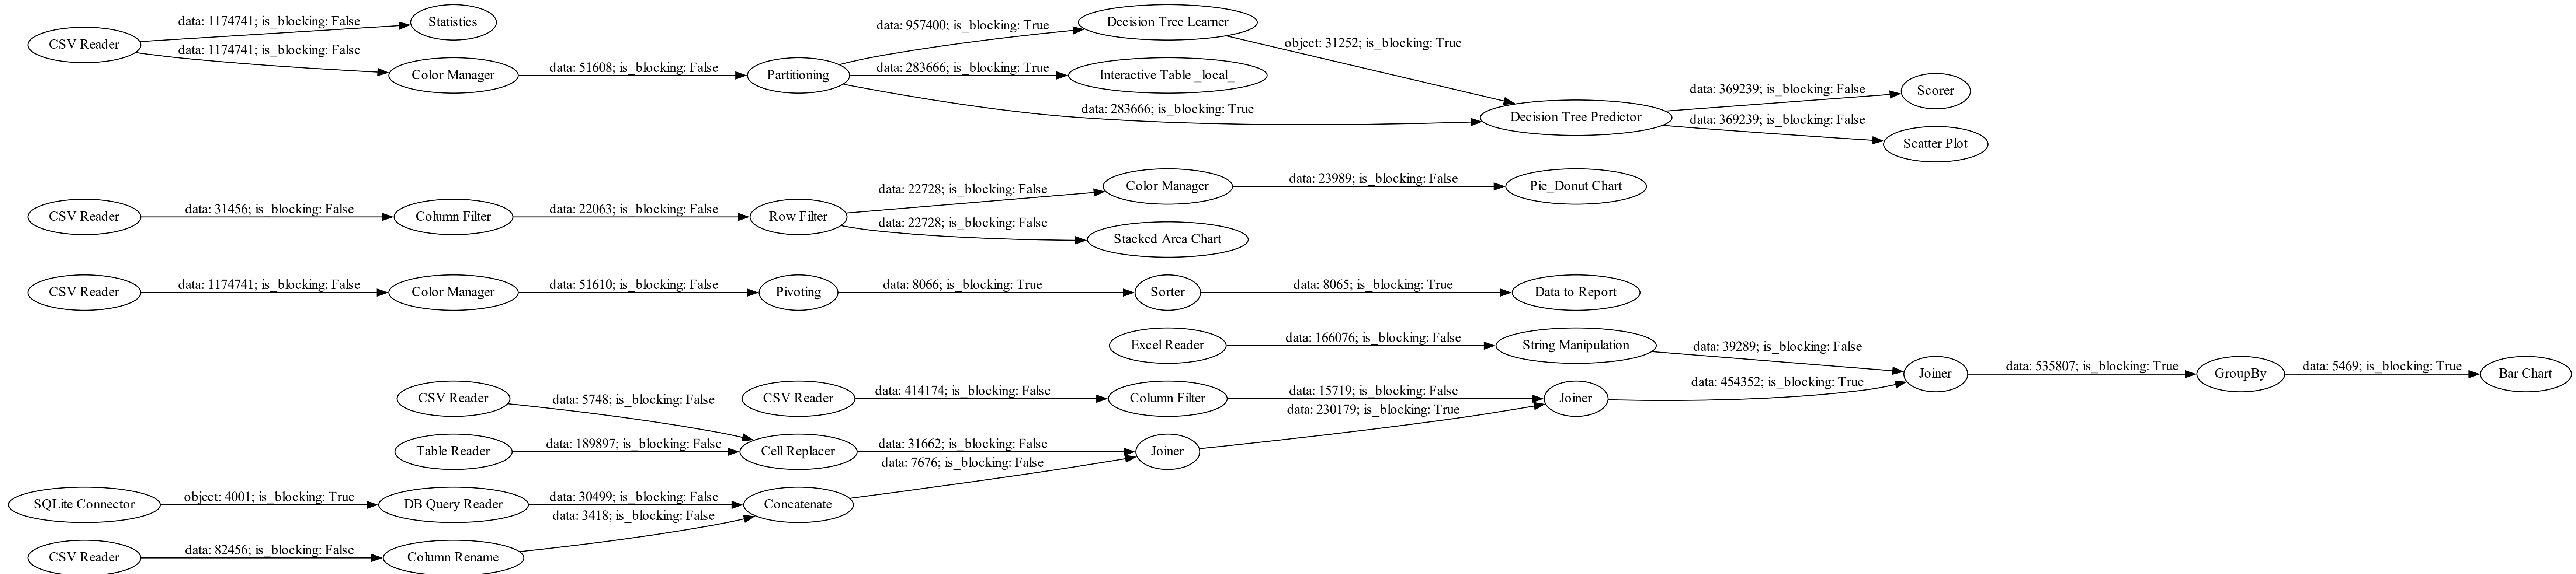 CSV Reader
data: 1174741; is_blocking: False
Statistics
data: 1174741; is_blocking: False
Color Manager
data: 51608; is_blocking: False
Partitioning
data: 957400; is_blocking: True
Decision Tree Learner
data: 283666; is_blocking: True
Interactive Table _local_
data: 283666; is_blocking: True
object: 31252; is_blocking: True
Decision Tree Predictor
data: 369239; is_blocking: False
Scorer
data: 369239; is_blocking: False
Scatter Plot
CSV Reader
data: 31456; is_blocking: False
Column Filter
data: 22063; is_blocking: False
Row Filter
data: 22728; is_blocking: False
Color Manager
data: 23989; is_blocking: False
Pie_Donut Chart
data: 22728; is_blocking: False
Stacked Area Chart
CSV Reader
data: 1174741; is_blocking: False
Color Manager
data: 51610; is_blocking: False
Pivoting
data: 8066; is_blocking: True
Sorter
data: 8065; is_blocking: True
Data to Report
Excel Reader
data: 166076; is_blocking: False
String Manipulation
data: 39289; is_blocking: False
Joiner
data: 535807; is_blocking: True
GroupBy
data: 5469; is_blocking: True
Bar Chart
CSV Reader
data: 5748; is_blocking: False
CSV Reader
data: 414174; is_blocking: False
Column Filter
data: 15719; is_blocking: False
Joiner
data: 454352; is_blocking: True
data: 230179; is_blocking: True
Table Reader
data: 189897; is_blocking: False
Cell Replacer
data: 31662; is_blocking: False
Joiner
data: 7676; is_blocking: False
SQLite Connector
object: 4001; is_blocking: True
DB Query Reader
data: 30499; is_blocking: False
Concatenate
data: 3418; is_blocking: False
CSV Reader
data: 82456; is_blocking: False
Column Rename